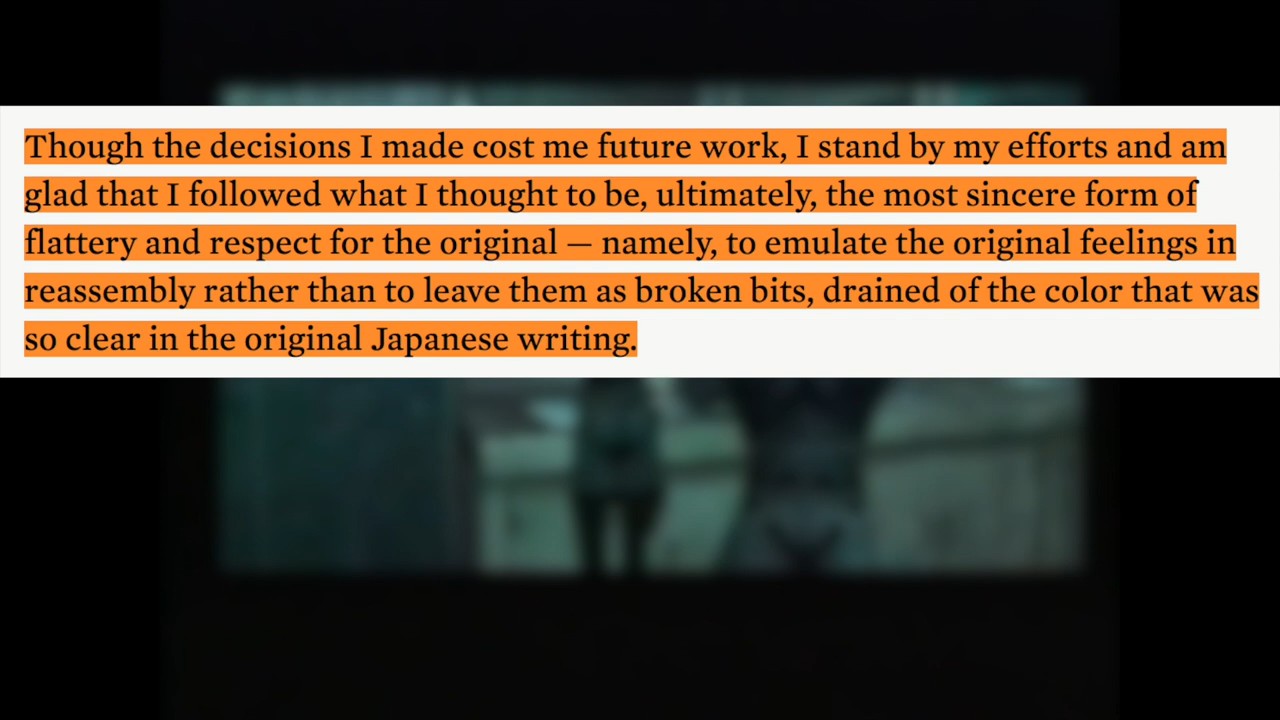 Though the decisions I made cost me future work, I stand by my efforts and am
glad that I followed what I thought to be, ultimately, the most sincere form of
flattery and respect for the original — namely, to emulate the original feelings in
reassembly rather than to leave them as broken bits, drained of the color that was
so clear in the original Japanese writing.